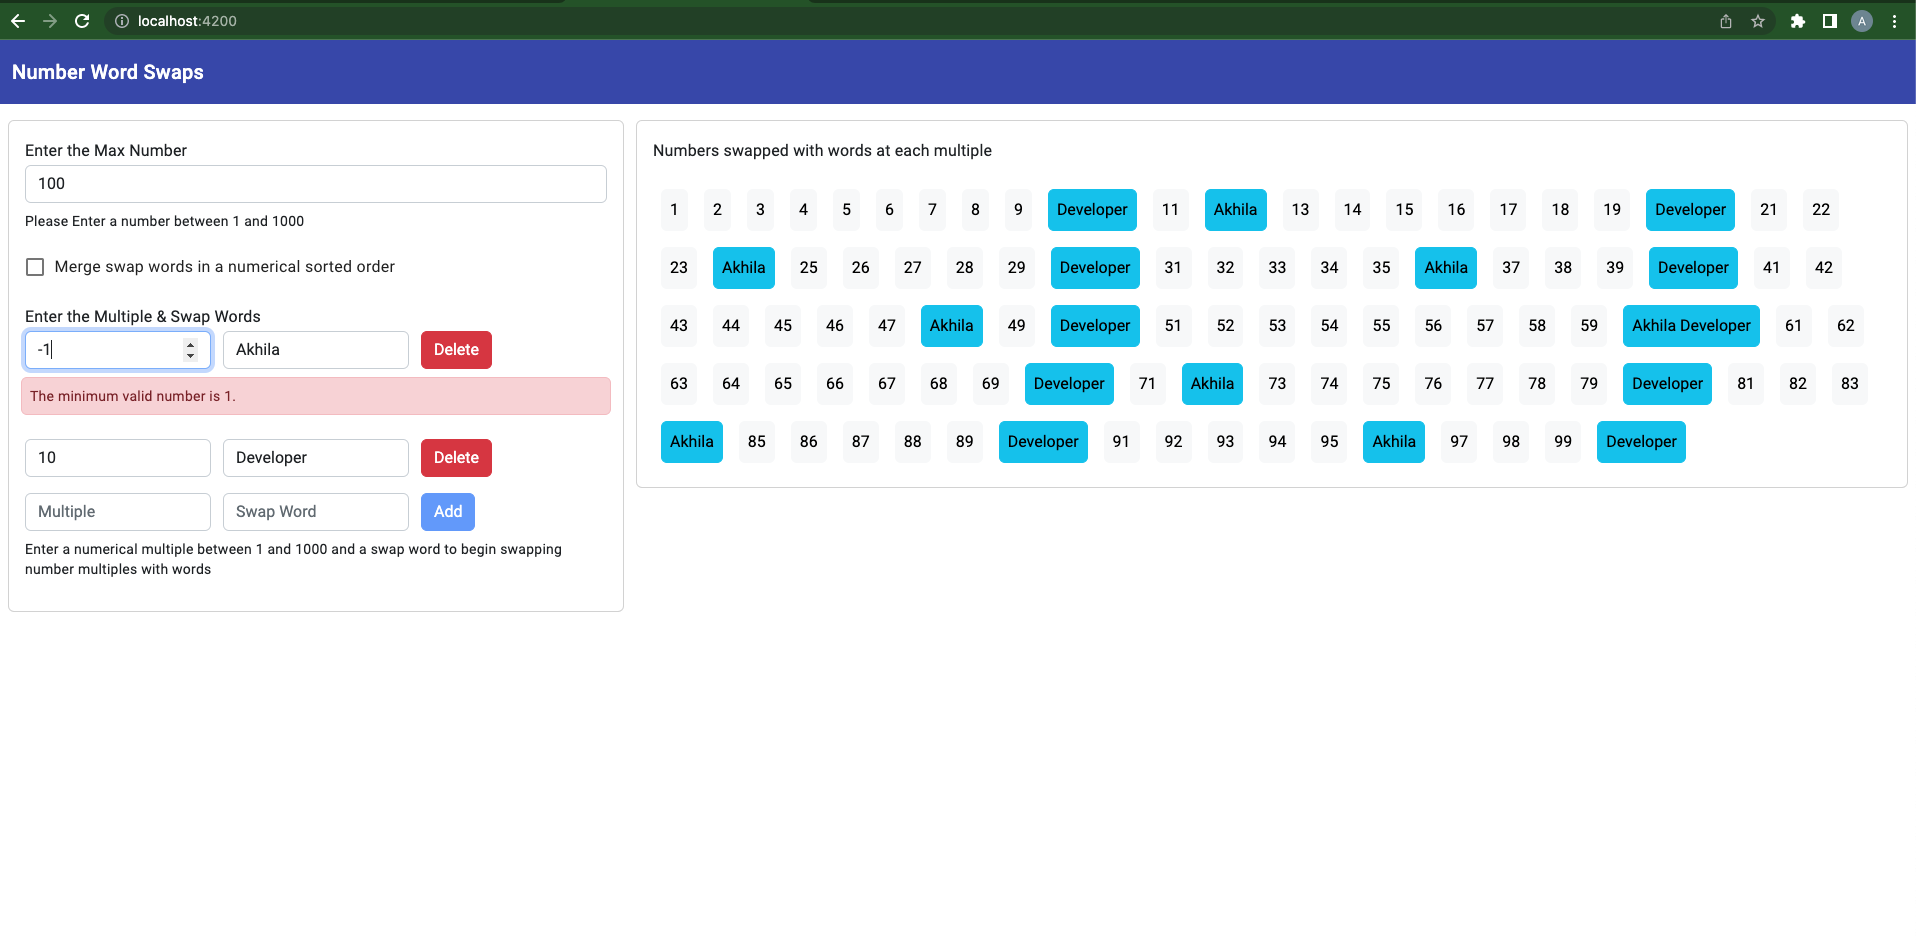 localhost:4200
A
Number Word Swaps
Enter the Max Number
100
Please Enter a number between 1 and 1000
Merge swap words in a numerical sorted order
Enter the Multiple & Swap Words
-1 Akhila Delete
The minimum valid number is 1.
10 Developer Delete
Multiple Swap Word Add
Enter a numerical multiple between 1 and 1000 and a swap word to begin swapping
number multiples with words
Numbers swapped with words at each multiple
1 2 3 4 5 6 7 8 9 Developer 11 Akhila 13 14 15 16 17 18 19 Developer 21 22
23 Akhila 25 26 27 28 29 Developer 31 32 33 34 35 Akhila 37 38 39 Developer 41 42
43 44 45 46 47 Akhila 49 Developer 51 52 53 54 55 56 57 58 59 Akhila Developer 61 62
63 64 65 66 67 68 69 Developer 71 Akhila 73 74 75 76 77 78 79 Developer 81 82 83
Akhila 85 86 87 88 89 Developer 91 92 93 94 95 Akhila 97 98 99 Developer